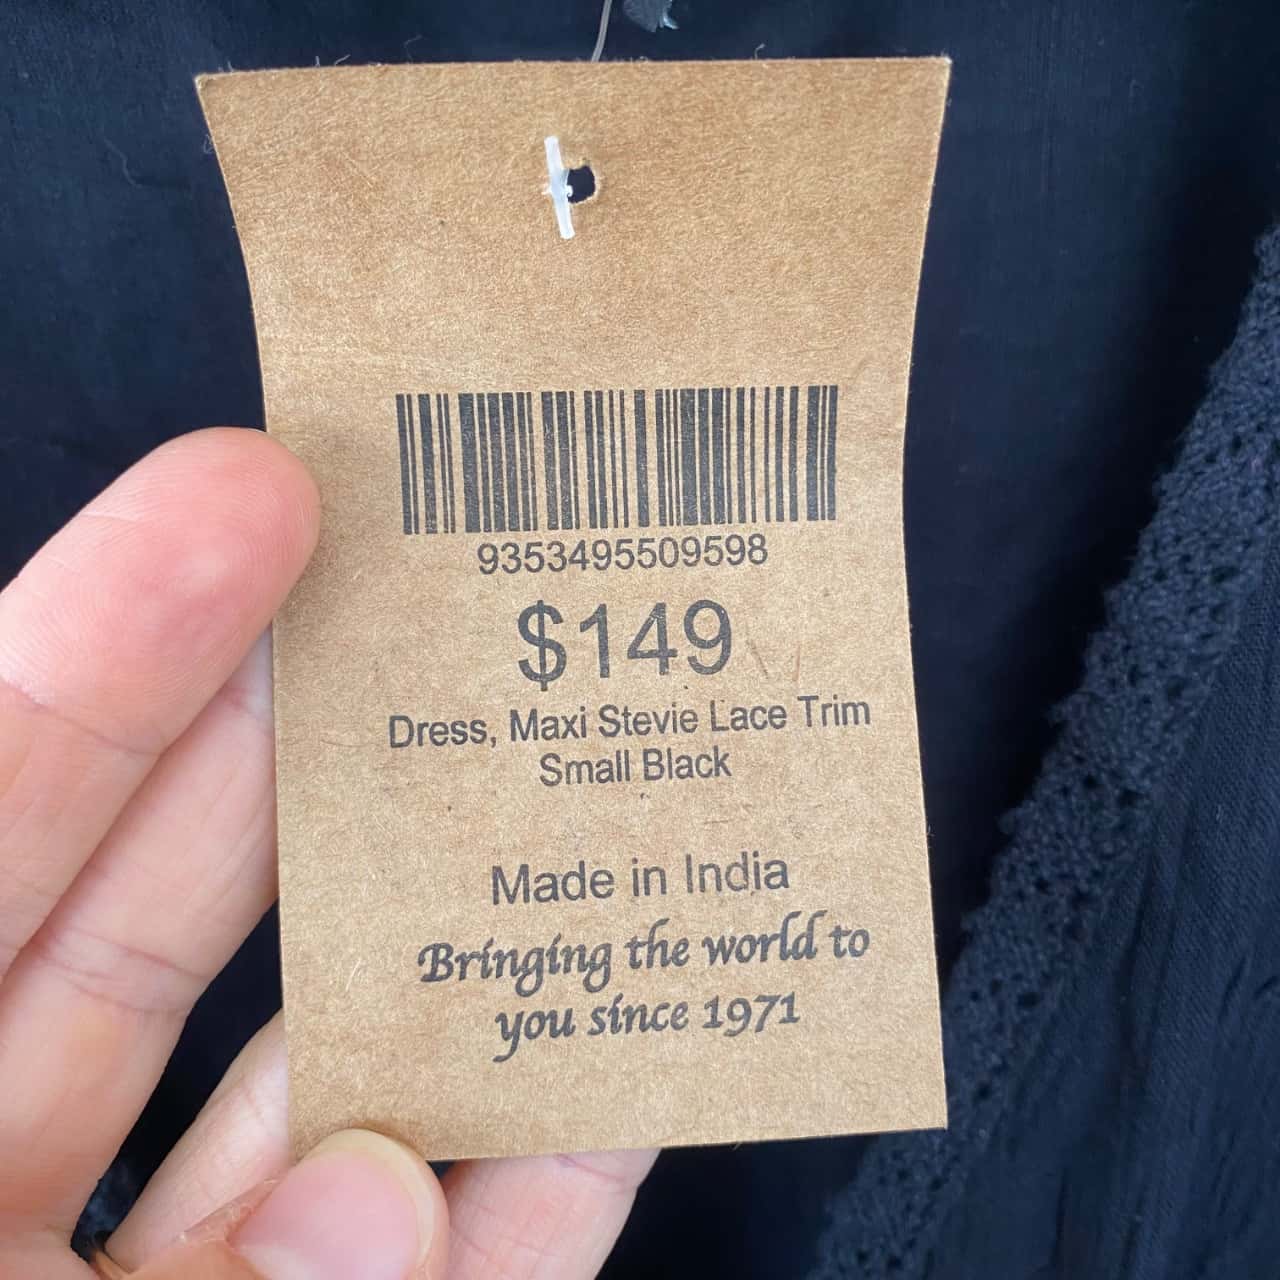 9353495509598
$149
Dress, Maxi Stevie Lace Trim
Small Black
Made in India
Bringing the world to
you since 1971